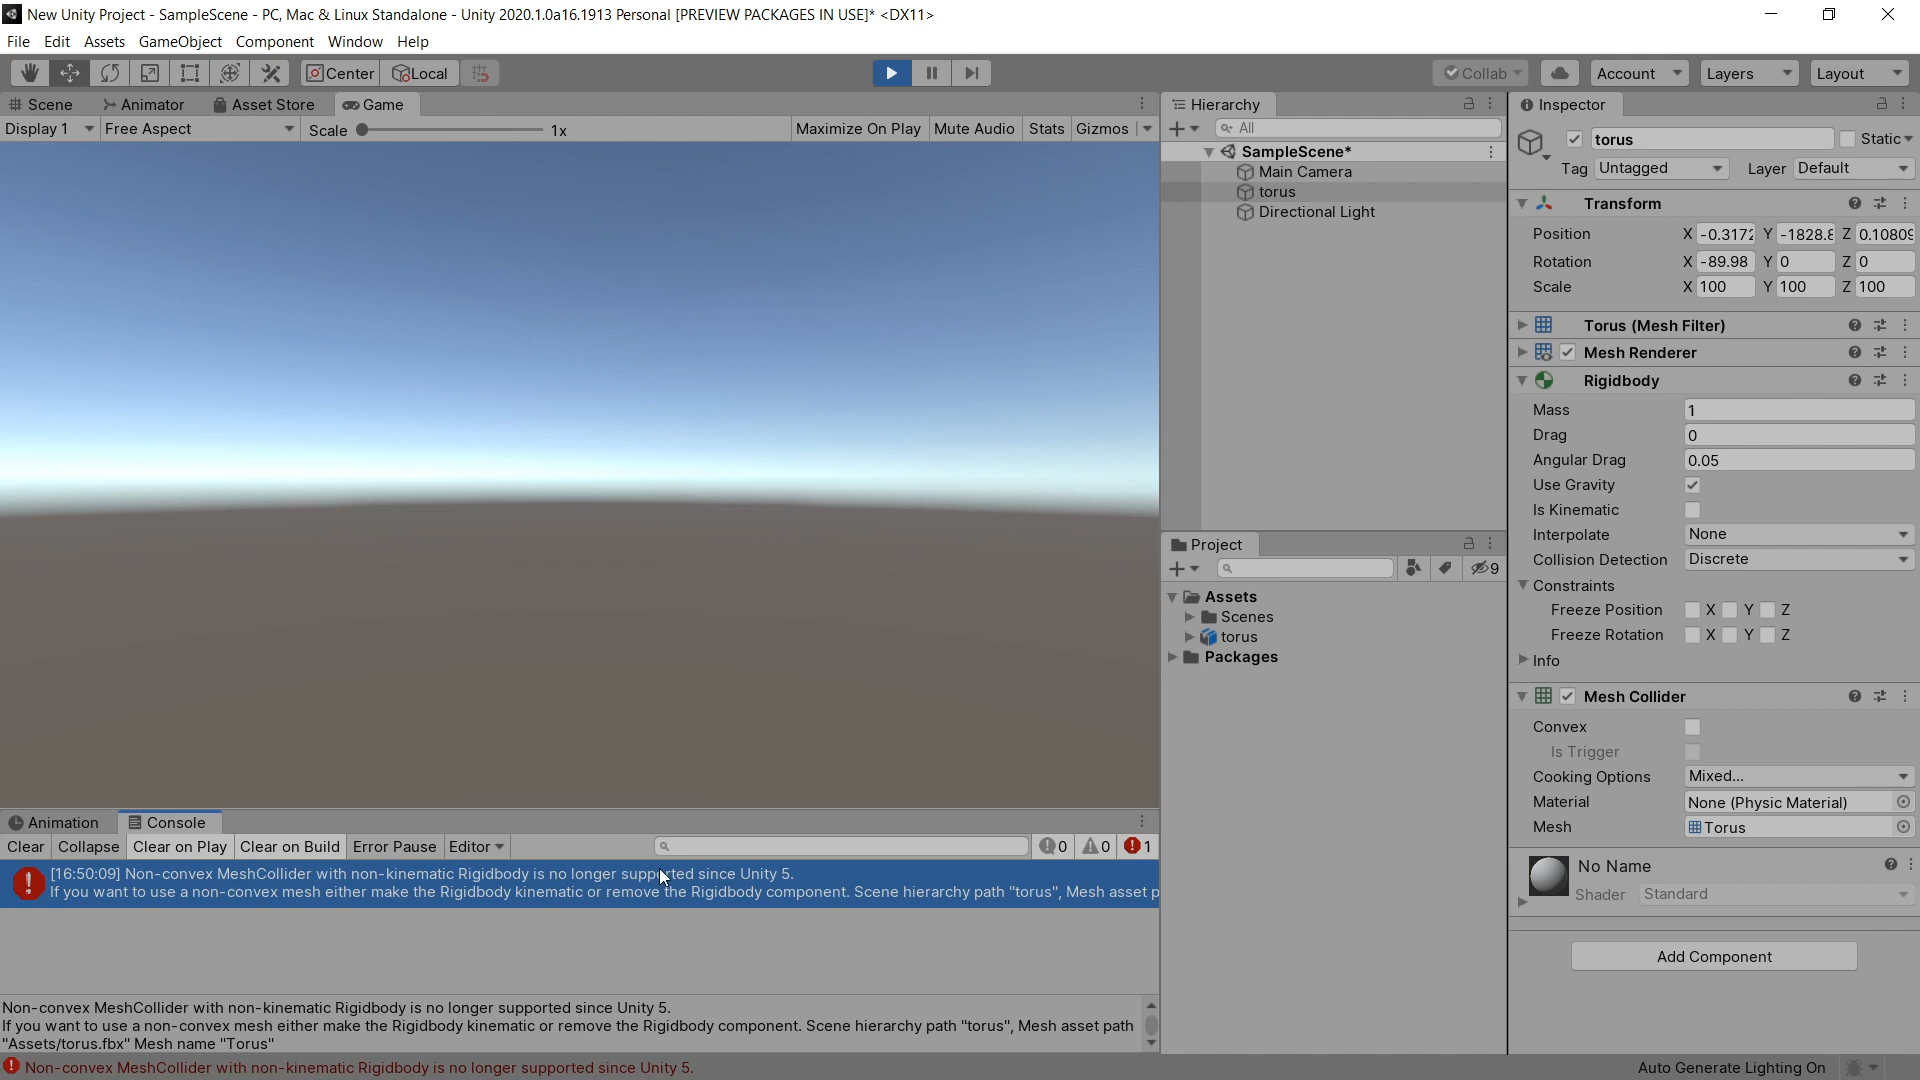 New Unity Project - SampleScene - PC, Mac & Linux Standalone - Unity 2020.1.0a16.1913 Personal [PREVIEW PACKAGES IN USE]* <DX11>
File Edit Assets GameObject Component Window Help
Center Local Collab Account Layers Layout
Scene Animator Asset Store Game
Display 1 Free Aspect Scale 1x Maximize On Play Mute Audio Stats Gizmos
Hierarchy
All
SampleScene*
Main Camera
torus
Directional Light
Project
9
Assets
Scenes
torus
Packages
Inspector
torus Static
Tag Untagged Layer Default
Transform
Position X -0.3172 Y -1828.8 Z 0.10809
Rotation X -89.98 Y 0 Z 0
Scale X 100 Y 100 Z 100
Torus (Mesh Filter)
Mesh Renderer
Rigidbody
Mass 1
Drag 0
Angular Drag 0.05
Use Gravity
Is Kinematic
Interpolate None
Collision Detection Discrete
Constraints
Freeze Position X Y Z
Freeze Rotation X Y Z
Info
Mesh Collider
Convex
Is Trigger
Cooking Options Mixed...
Material None (Physic Material)
Mesh Torus
No Name
Shader Standard
Add Component
Animation Console
Clear Collapse Clear on Play Clear on Build Error Pause Editor 0 0 1
[16:50:09] Non-convex MeshCollider with non-kinematic Rigidbody is no longer supported since Unity 5.
If you want to use a non-convex mesh either make the Rigidbody kinematic or remove the Rigidbody component. Scene hierarchy path "torus", Mesh asset p
Non-convex MeshCollider with non-kinematic Rigidbody is no longer supported since Unity 5.
If you want to use a non-convex mesh either make the Rigidbody kinematic or remove the Rigidbody component. Scene hierarchy path "torus", Mesh asset path
"Assets/torus.fbx" Mesh name "Torus"
Non-convex MeshCollider with non-kinematic Rigidbody is no longer supported since Unity 5.
Auto Generate Lighting On